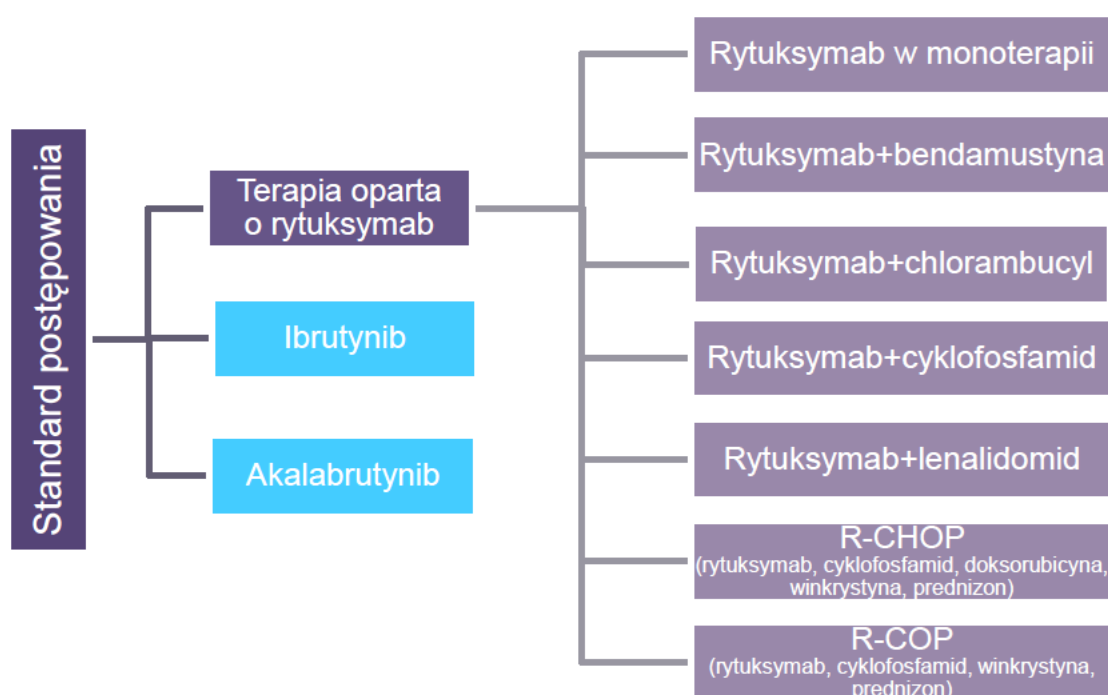 Standard postępowania
Terapia oparta
o rytuksymab
Ibrutynib
Akalabrutynib
Rytuksymab w monoterapii
Rytuksymab+bendamustyna
Rytuksymab+chlorambucyl
Rytuksymab+cyklofosfamid
Rytuksymab+lenalidomid
R-CHOP
(rytuksymab, cyklofosfamid, doksorubicyna,
winkrystyna, prednizon)
R-COP
(rytuksymab, cyklofosfamid, winkrystyna,
prednizon)